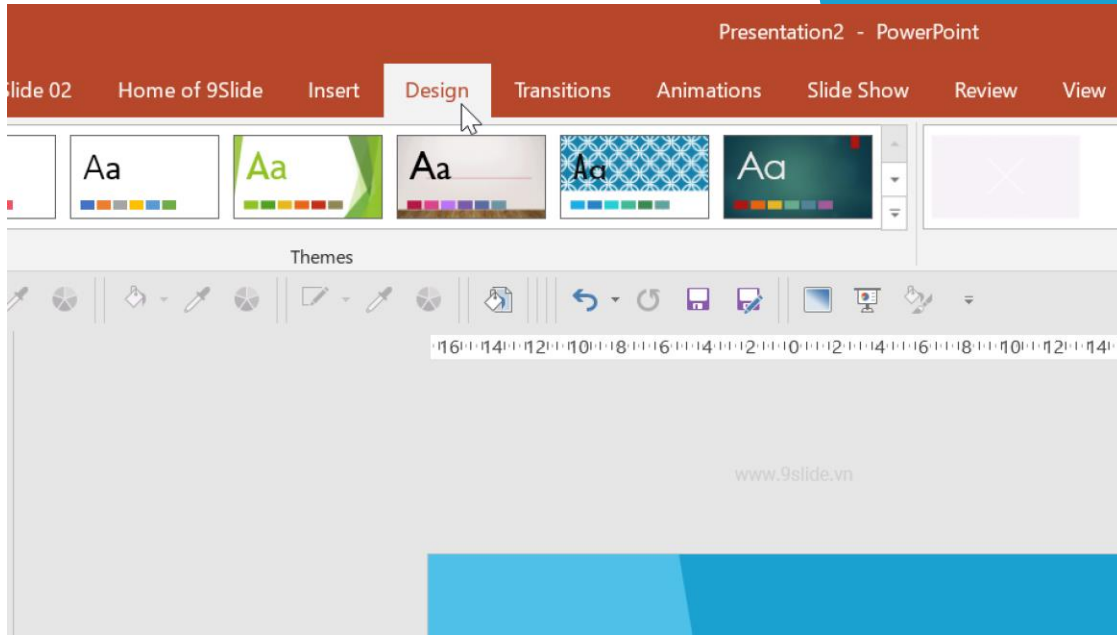 Presentation2 - PowerPoint
Slide 02 Home of 9Slide Insert Design Transitions Animations Slide Show Review View
Aa Aa Aa Aa Aa
Themes
16 14 12 10 8 6 4 2 0 2 4 6 8 10 12 14
www.9slide.vn